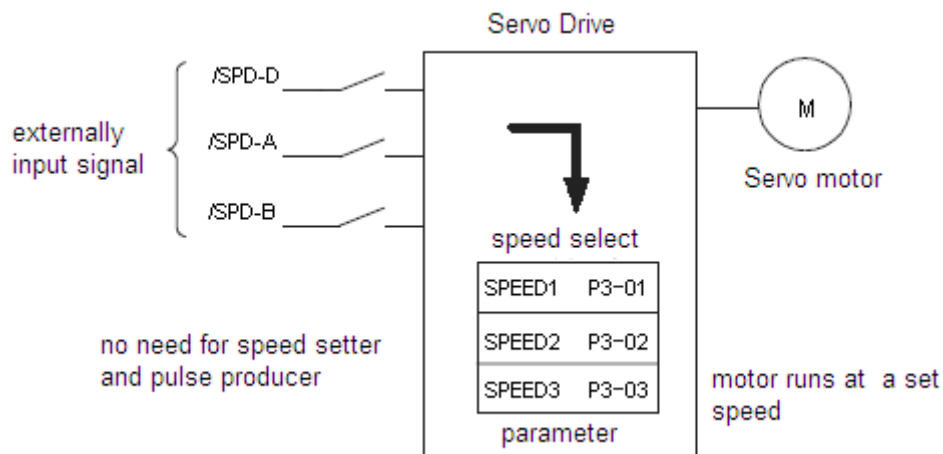 Servo Drive
/SPD-D
/SPD-A
/SPD-B
externally
input signal
M
Servo motor
speed select
SPEED1 P3-01
SPEED2 P3-02
SPEED3 P3-03
parameter
no need for speed setter
and pulse producer
motor runs at a set
speed